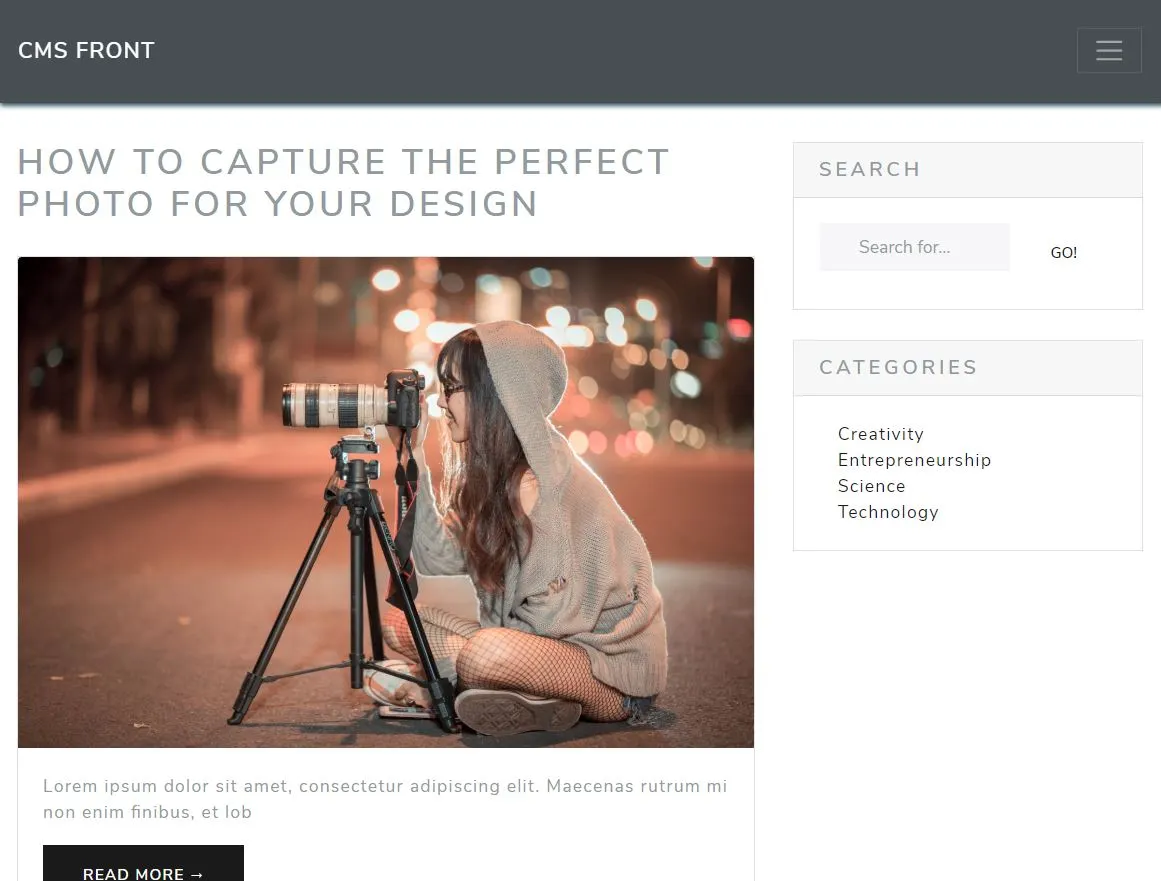 CMS FRONT
HOW TO CAPTURE THE PERFECT
PHOTO FOR YOUR DESIGN
Lorem ipsum dolor sit amet, consectetur adipiscing elit. Maecenas rutrum mi
non enim finibus, et lob
READ MORE →
SEARCH
Search for...
GO!
CATEGORIES
Creativity
Entrepreneurship
Science
Technology